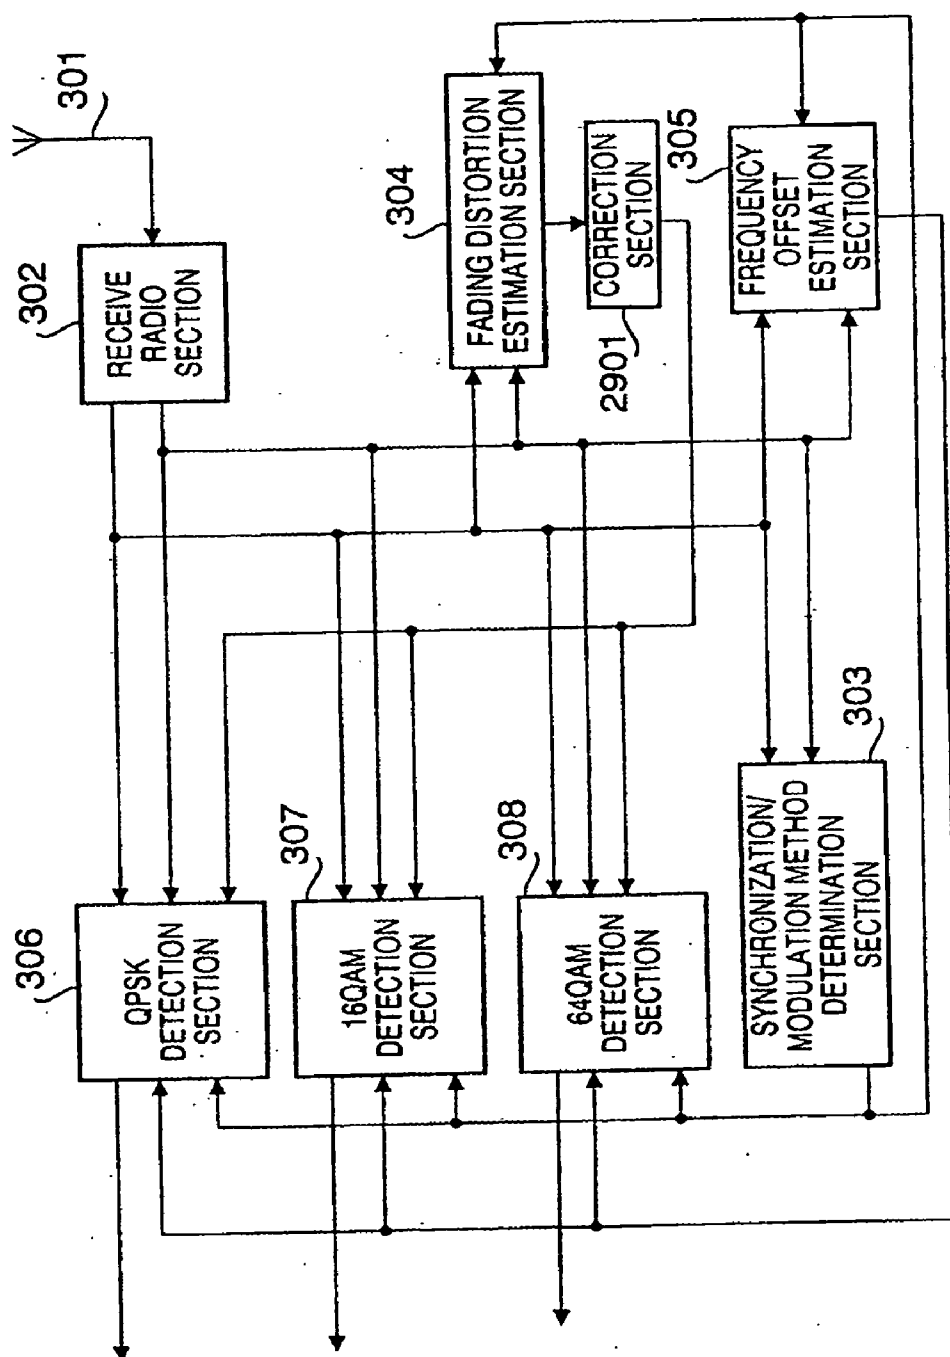 301
302
RECEIVE
RADIO
SECTION
304
FADING DISTORTION
ESTIMATION SECTION
CORRECTION
SECTION
2901
305
FREQUENCY
OFFSET
ESTIMATION
SECTION
306
QPSK
DETECTION
SECTION
307
16QAM
DETECTION
SECTION
308
64QAM
DETECTION
SECTION
303
SYNCHRONIZATION/
MODULATION METHOD
DETERMINATION
SECTION